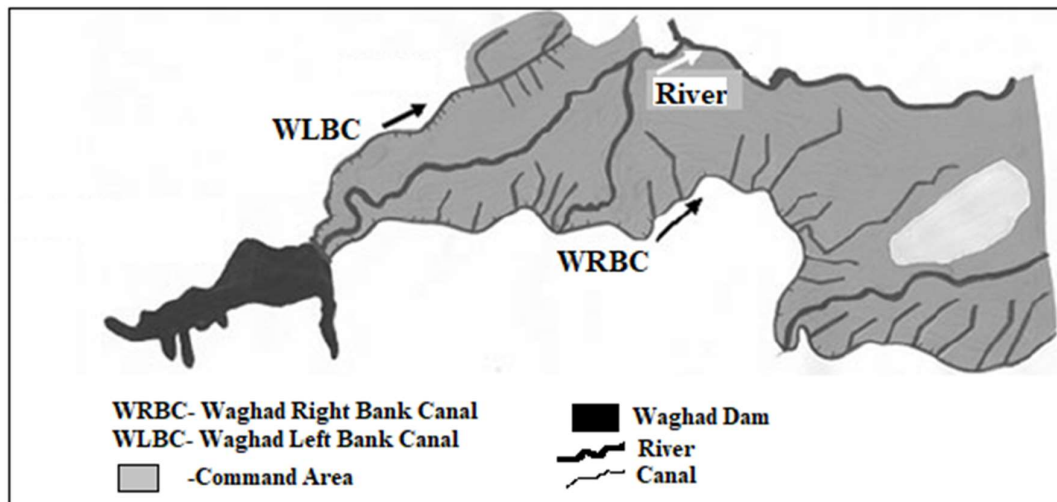 River
WLBC
WRBC
WRBC- Waghad Right Bank Canal
WLBC- Waghad Left Bank Canal
-Command Area
Waghad Dam
River
Canal